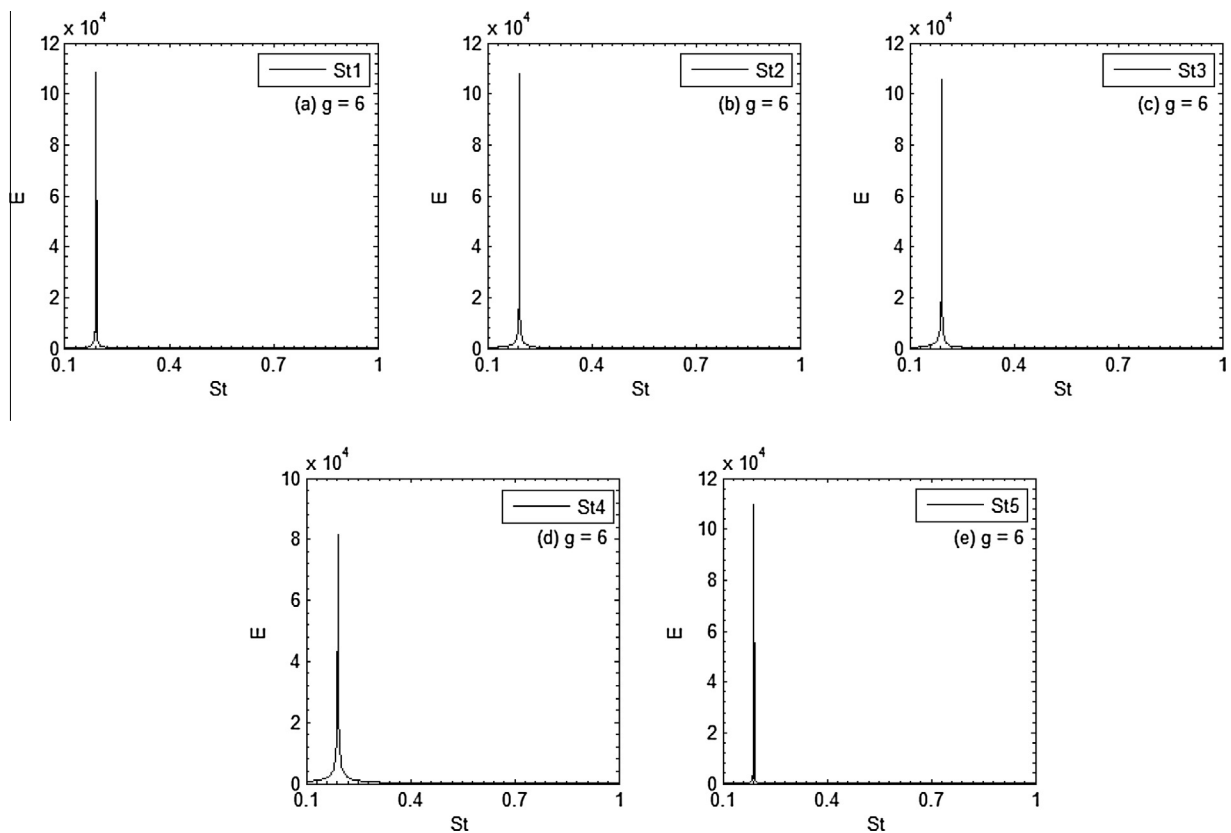 x 10^4
12
10
8
6
4
2
0
E
0.1 0.4 0.7 1
St
St1
(a) g = 6
x 10^4
12
10
8
6
4
2
0
E
0.1 0.4 0.7 1
St
St2
(b) g = 6
x 10^4
12
10
8
6
4
2
0
E
0.1 0.4 0.7 1
St
St3
(c) g = 6
x 10^4
10
8
6
4
2
0
E
0.1 0.4 0.7 1
St
St4
(d) g = 6
x 10^4
12
10
8
6
4
2
0
E
0.1 0.4 0.7 1
St
St5
(e) g = 6